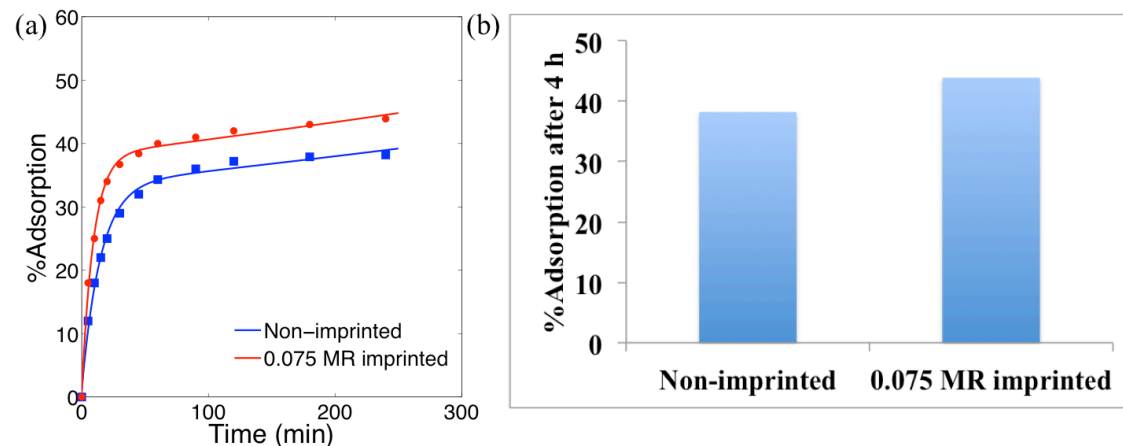 (a)
60
50
40
30
20
10
0
%Adsorption
0
100
200
300
Time (min)
Non-imprinted
0.075 MR imprinted
(b)
50
40
30
20
10
0
%Adsorption after 4 h
Non-imprinted
0.075 MR imprinted